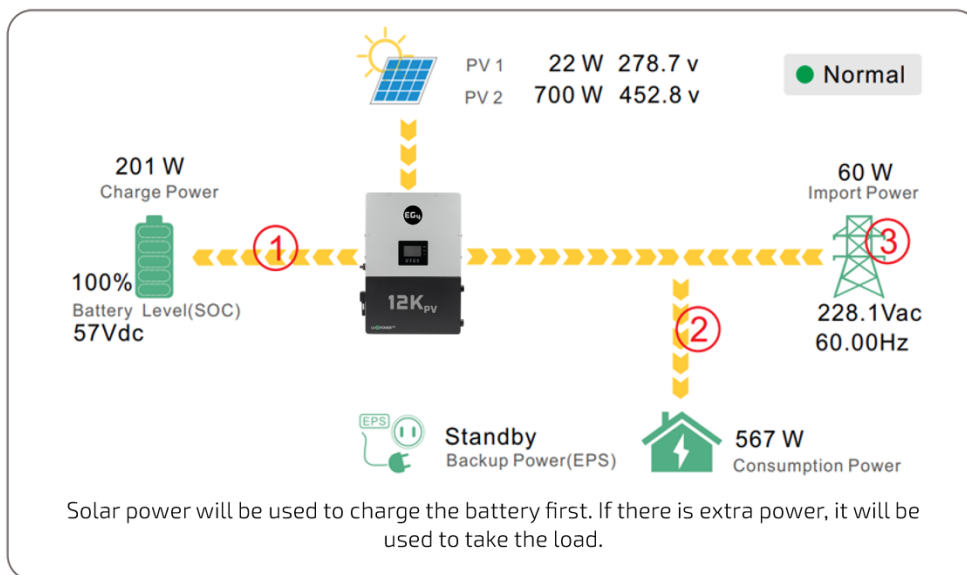 PV 1 22 W 278.7 v
PV 2 700 W 452.8 v
Normal
201 W
Charge Power
60 W
Import Power
EG4
1
3
100%
Battery Level(SOC)
57Vdc
12K PV
228.1Vac
60.00Hz
2
EPS
Standby
Backup Power(EPS)
567 W
Consumption Power
Solar power will be used to charge the battery first. If there is extra power, it will be
used to take the load.